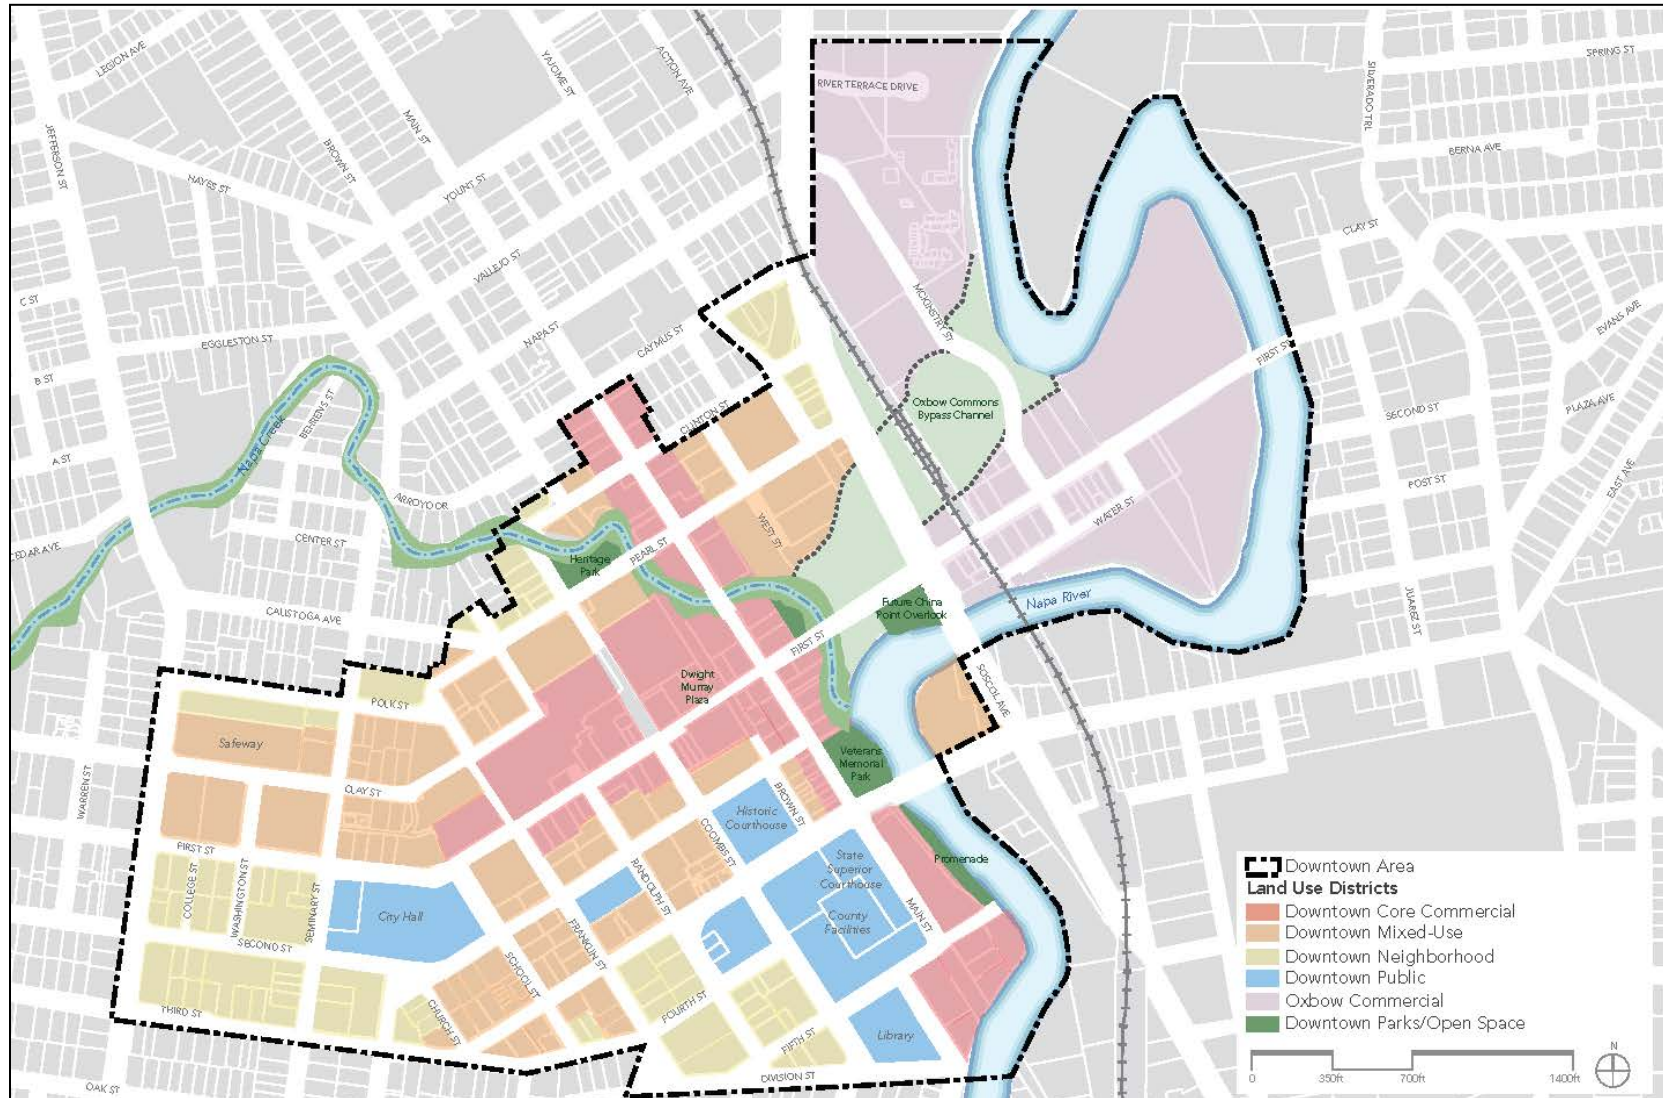 LEGION AVE
YAJOME ST
ACTION AVE
SPRING ST
SILVERADO TRL
RIVER TERRACE DRIVE
MAIN ST
JEFFERSON ST
BROWN ST
BERNA AVE
HAYES ST
YOUNT ST
CLAY ST
VALLEJO ST
C ST
MCKINSTRY ST
EVANS AVE
EGGLESTON ST
NAPA ST
CAYMUS ST
FIRST ST
B ST
PLAZA AVE
Oxbow Commons
Bypass Channel
SECOND ST
BEHRENS ST
CLINTON ST
Napa Creek
A ST
EAST AVE
POST ST
ARROYO DR
WATER ST
WEST ST
CENTER ST
CEDAR AVE
PEARL ST
Heritage
Park
Napa River
Future China
Point Overlook
JUAREZ ST
CALISTOGA AVE
FIRST ST
Dwight
Murray
Plaza
SOSCOL AVE
POLK ST
Safeway
Veterans
Memorial
Park
WARREN ST
CLAY ST
BROWN ST
Historic
Courthouse
FIRST ST
COOMBS ST
State
Superior
Courthouse
Promenade
COLLEGE ST
WASHINGTON ST
SEMINARY ST
RANDOLPH ST
City Hall
MAIN ST
County
Facilities
FRANKLIN ST
SECOND ST
SCHOOL ST
FOURTH ST
THIRD ST
CHURCH ST
FIFTH ST
Library
DIVISION ST
OAK ST
Downtown Area
Land Use Districts
Downtown Core Commercial
Downtown Mixed-Use
Downtown Neighborhood
Downtown Public
Oxbow Commercial
Downtown Parks/Open Space
N
0 350ft 700ft 1400ft